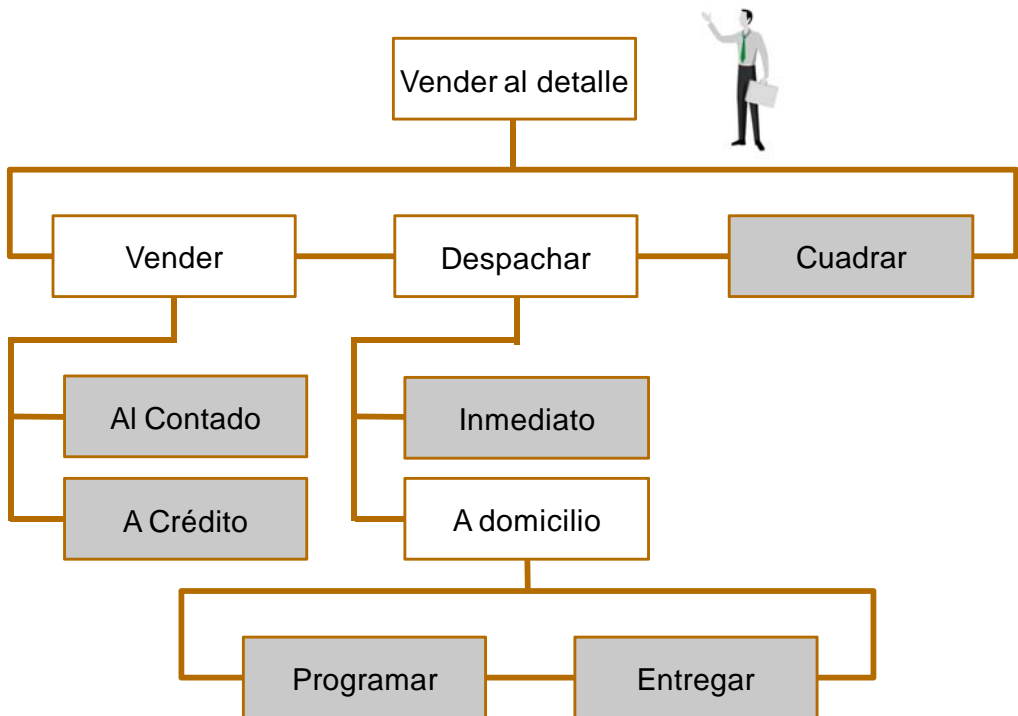 Vender al detalle
Vender
Despachar
Cuadrar
Al Contado
Inmediato
A Crédito
A domicilio
Programar
Entregar